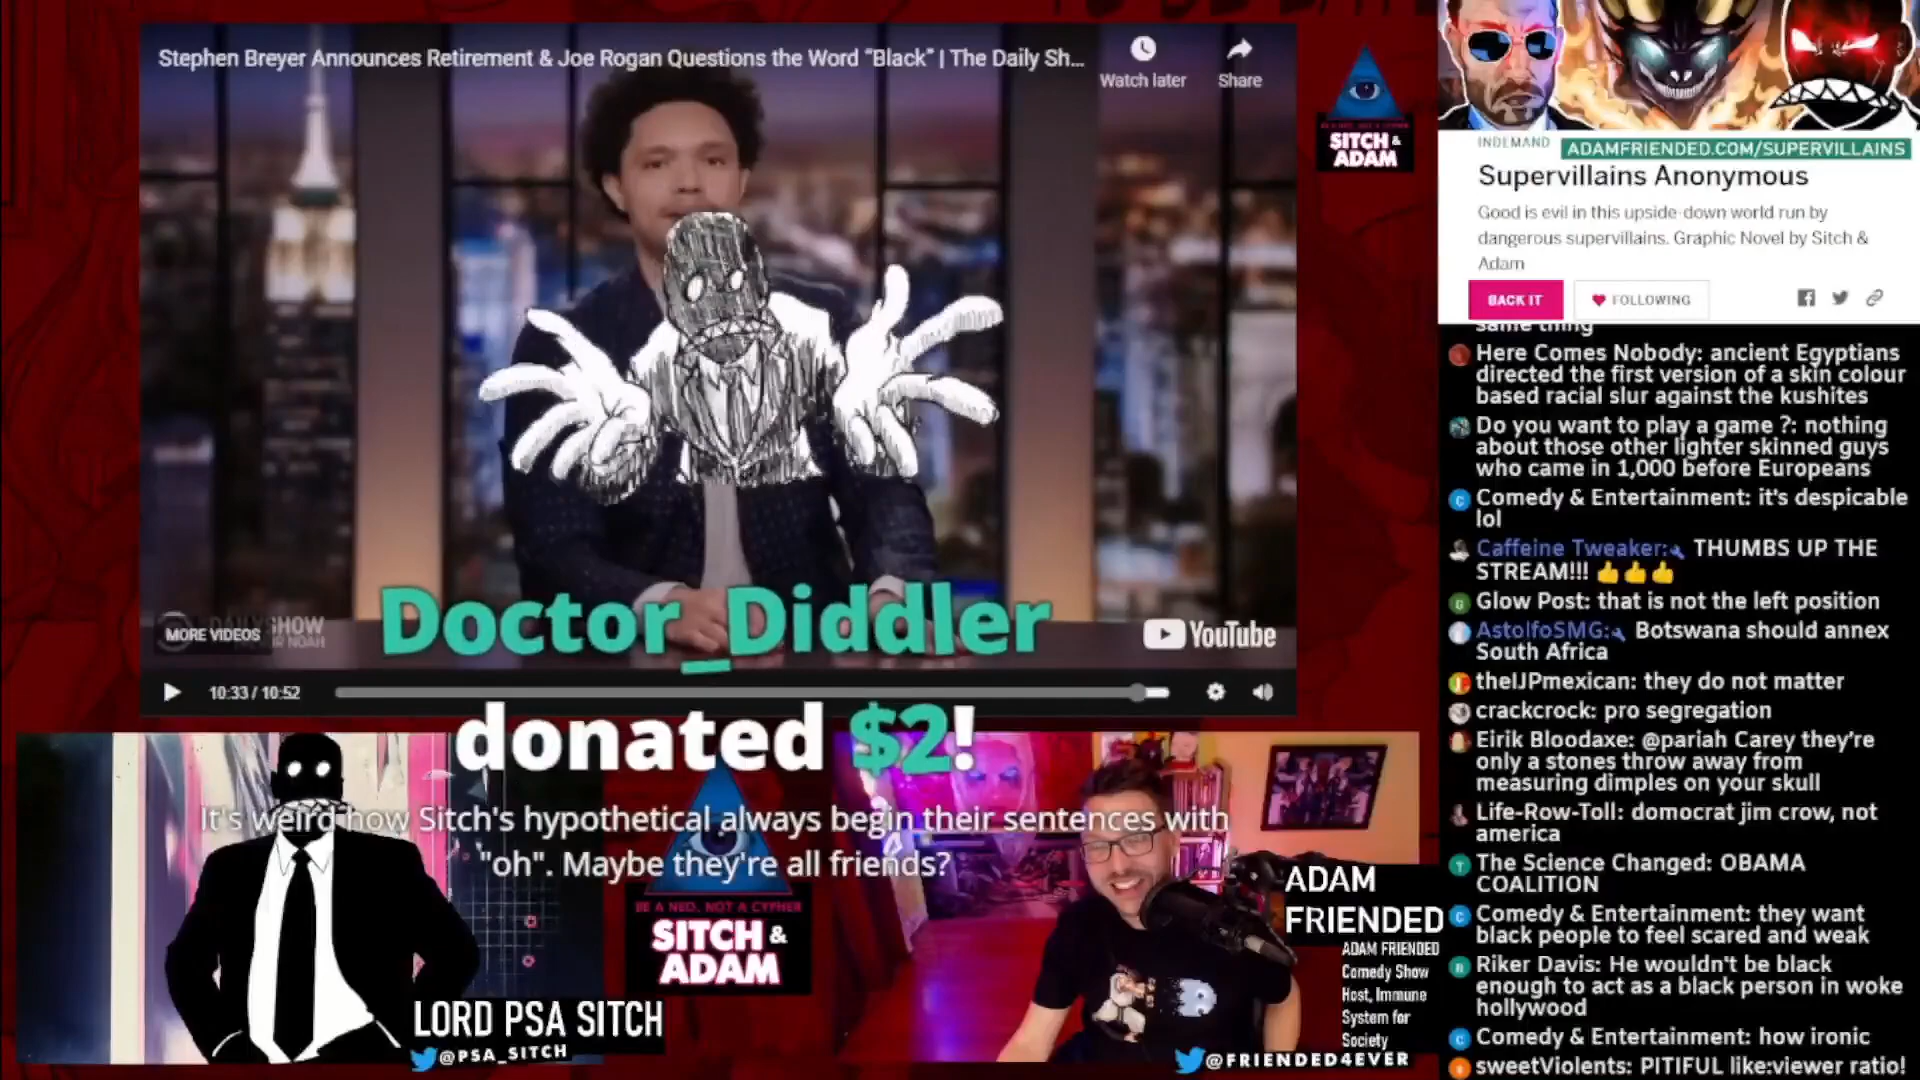 Stephen Breyer Announces Retirement & Joe Rogan Questions the Word “Black” | The Daily Sh...
Watch later
Share
SITCH &
ADAM
MORE VIDEOS
SHOW
YouTube
10:33 / 10:52
Doctor_Diddler
donated $2!
It's weird how Sitch's hypothetical always begin their sentences with
"oh". Maybe they're all friends?
BE A NEO, NOT A CYPHER
SITCH &
ADAM
LORD PSA SITCH
@PSA_SITCH
ADAM
FRIENDED
ADAM FRIENDED
Comedy Show
Host, Immune
System for
Society
@FRIENDED4EVER
INDEMAND
ADAMFRIENDED.COM/SUPERVILLAINS
Supervillains Anonymous
Good is evil in this upside-down world run by
dangerous supervillains. Graphic Novel by Sitch &
Adam
BACK IT
FOLLOWING
same thing
Here Comes Nobody: ancient Egyptians
directed the first version of a skin colour
based racial slur against the kushites
Do you want to play a game ?: nothing
about those other lighter skinned guys
who came in 1,000 before Europeans
Comedy & Entertainment: it's despicable
lol
Caffeine Tweaker: THUMBS UP THE
STREAM!!! 👍👍👍
Glow Post: that is not the left position
AstolfoSMG: Botswana should annex
South Africa
theIJPmexican: they do not matter
crackcrock: pro segregation
Eirik Bloodaxe: @pariah Carey they're
only a stones throw away from
measuring dimples on your skull
Life-Row-Toll: domocrat jim crow, not
america
The Science Changed: OBAMA
COALITION
Comedy & Entertainment: they want
black people to feel scared and weak
Riker Davis: He wouldn't be black
enough to act as a black person in woke
hollywood
Comedy & Entertainment: how ironic
sweetViolents: PITIFUL like:viewer ratio!